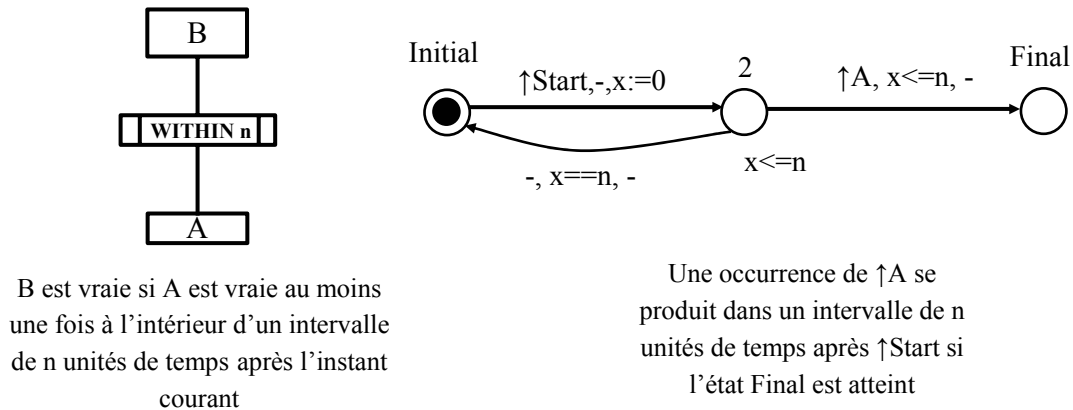 B
WITHIN n
A
B est vraie si A est vraie au moins
une fois à l’intérieur d’un intervalle
de n unités de temps après l’instant
courant
Initial
↑Start,-,x:=0
2
↑A, x<=n, -
Final
-, x==n, -
x<=n
Une occurrence de ↑A se
produit dans un intervalle de n
unités de temps après ↑Start si
l’état Final est atteint